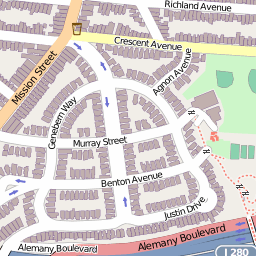 Richland Avenue
Crescent Avenue
Mission Street
Agnon Avenue
Genebern Way
Murray Street
Benton Avenue
Justin Drive
Alemany Boulevard
Alemany Boulevard
I 280